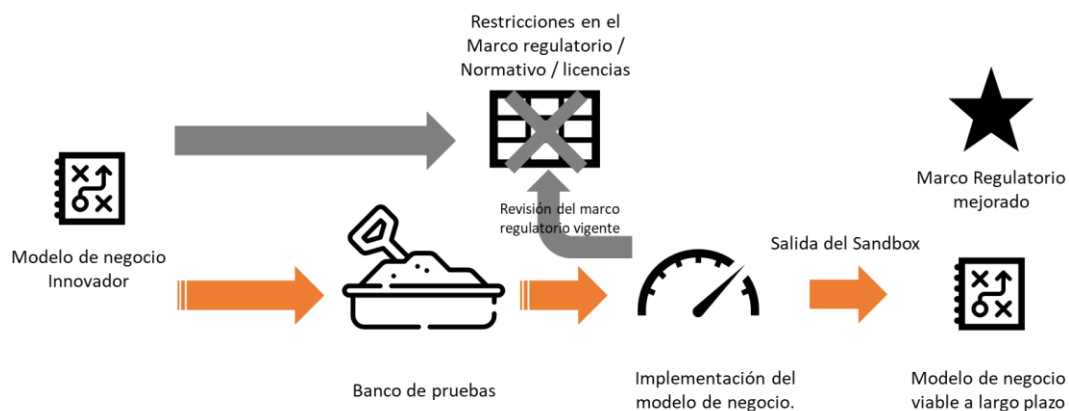 Restricciones en el
Marco regulatorio /
Normativo / licencias
Modelo de negocio
Innovador
Revisión del marco
regulatorio vigente
Marco Regulatorio
mejorado
Salida del Sandbox
Banco de pruebas
Implementación del
modelo de negocio.
Modelo de negocio
viable a largo plazo